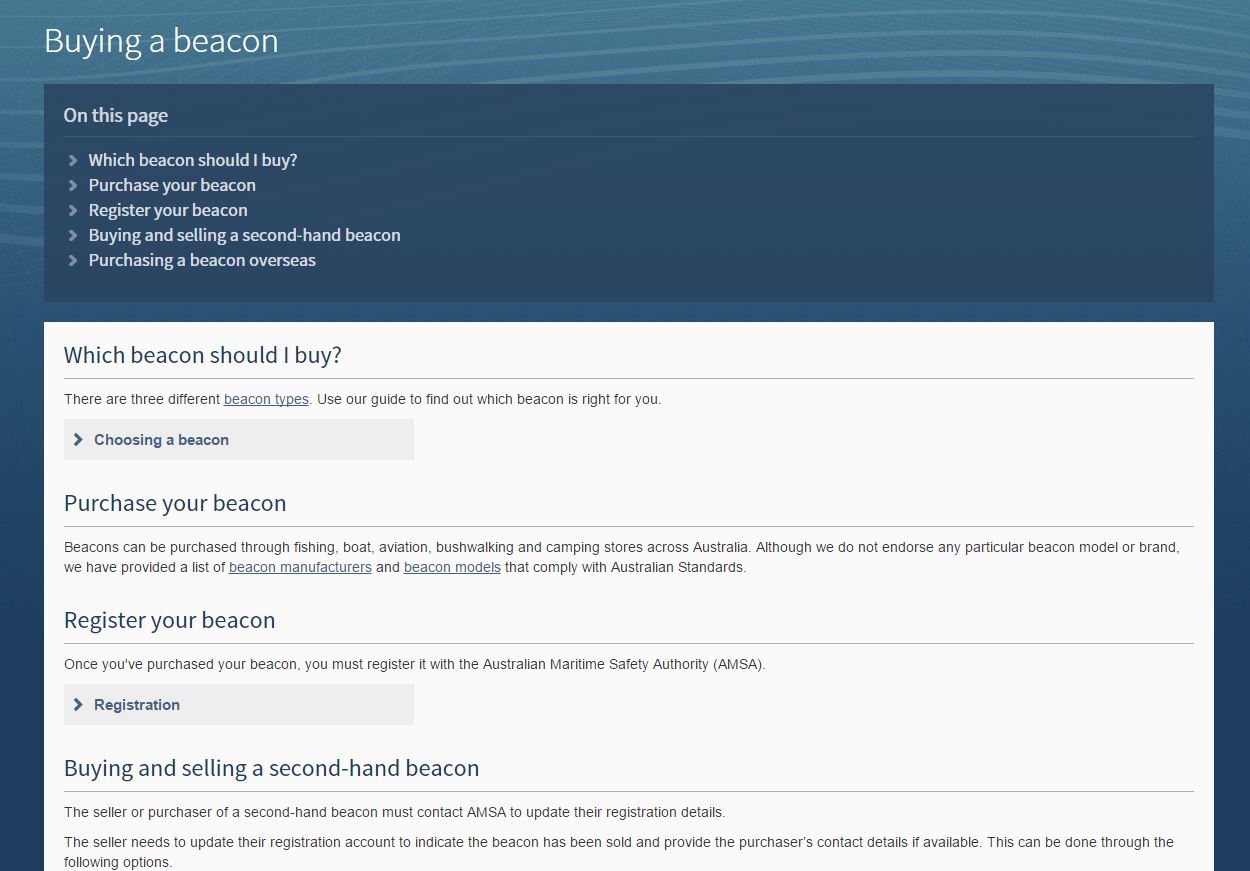 Buying a beacon
On this page
Which beacon should I buy?
Purchase your beacon
Register your beacon
Buying and selling a second-hand beacon
Purchasing a beacon overseas
Which beacon should I buy?
There are three different beacon types. Use our guide to find out which beacon is right for you.
Choosing a beacon
Purchase your beacon
Beacons can be purchased through fishing, boat, aviation, bushwalking and camping stores across Australia. Although we do not endorse any particular beacon model or brand,
we have provided a list of beacon manufacturers and beacon models that comply with Australian Standards.
Register your beacon
Once you've purchased your beacon, you must register it with the Australian Maritime Safety Authority (AMSA).
Registration
Buying and selling a second-hand beacon
The seller or purchaser of a second-hand beacon must contact AMSA to update their registration details.
The seller needs to update their registration account to indicate the beacon has been sold and provide the purchaser’s contact details if available. This can be done through the
following options.